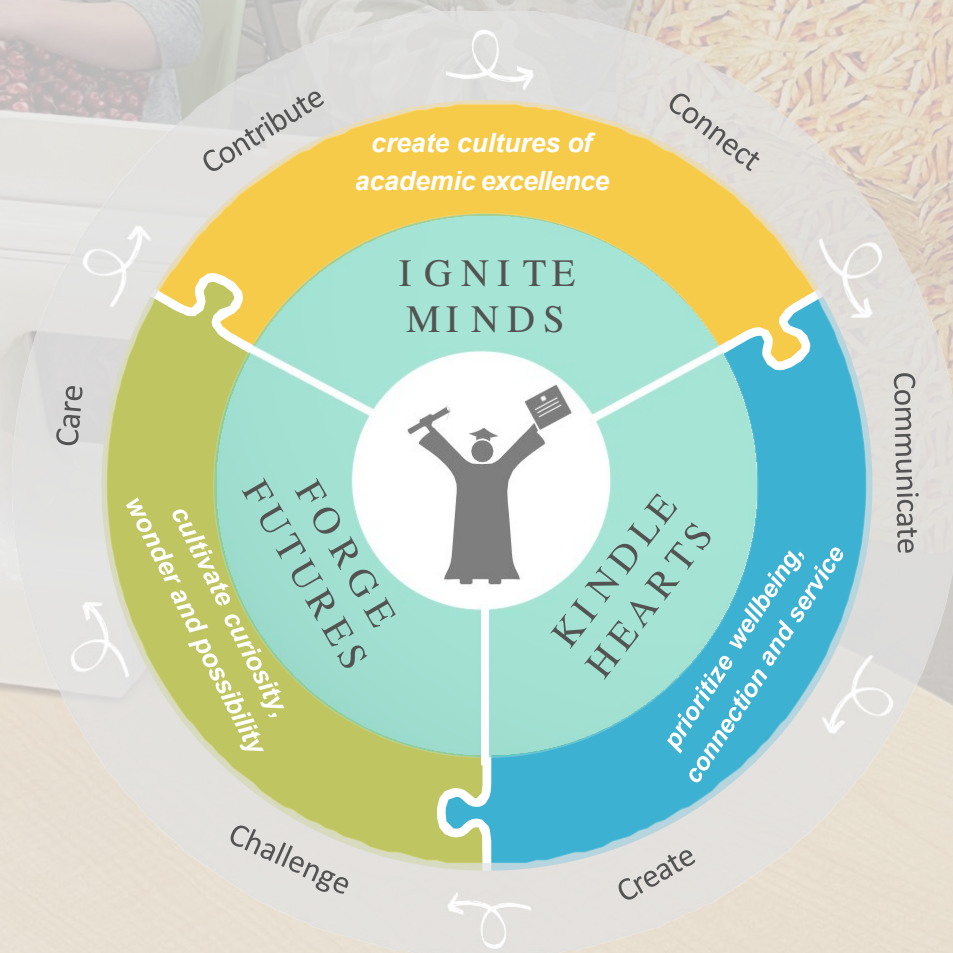 Contribute
Connect
Communicate
Create
Challenge
Care
create cultures of
academic excellence
IGNITE
MINDS
KINDLE
HEARTS
prioritize wellbeing,
connection and service
FORGE
FUTURES
cultivate curiosity,
wonder and possibility